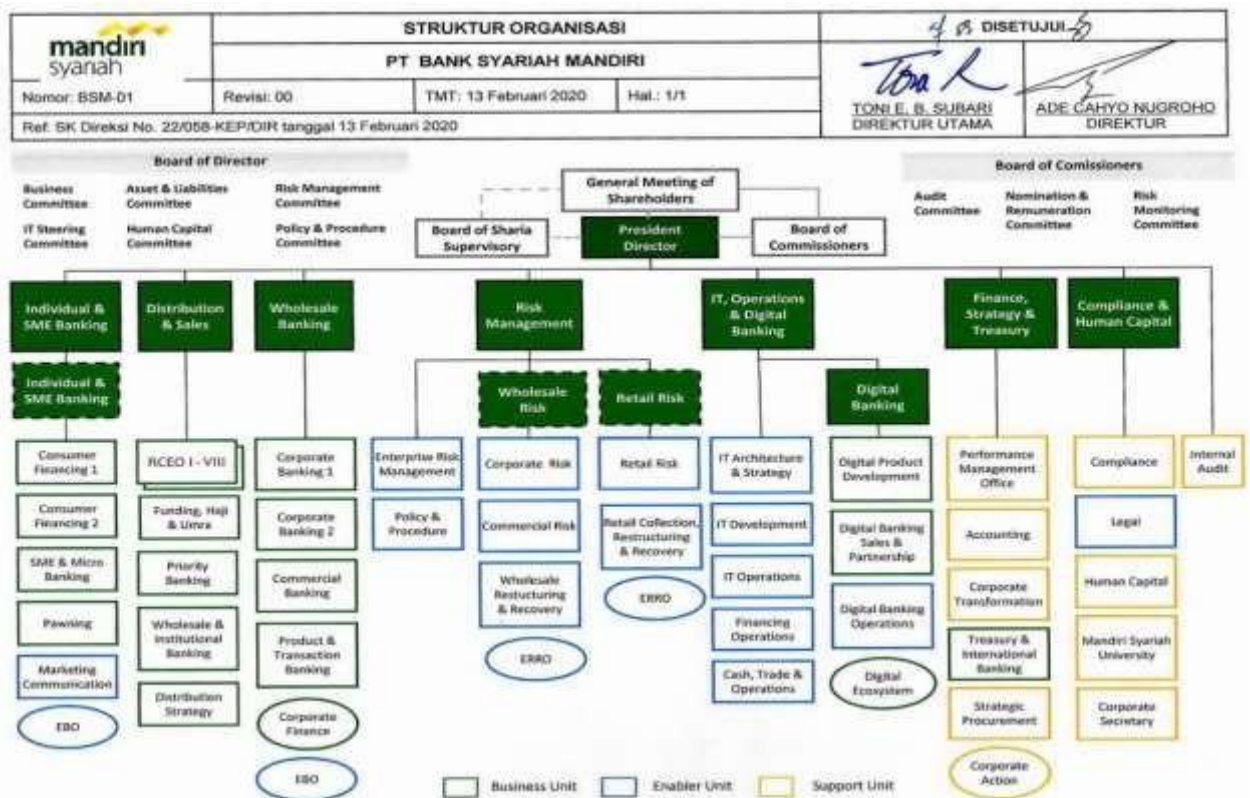 mandiri
syariah
STRUKTUR ORGANISASI
PT BANK SYARIAH MANDIRI
Nomor: BSM-01
Revisi: 00
TMT: 13 Februari 2020
Hal.: 1/1
Ref. SK Direksi No. 22/058-KEP/DIR tanggal 13 Februari 2020
DISETUJUI
TONI E. B. SUBARI
DIREKTUR UTAMA
ADE CAHYO NUGROHO
DIREKTUR
Board of Director
Business
Committee
Asset & Liabilities
Committee
Risk Management
Committee
IT Steering
Committee
Human Capital
Committee
Policy & Procedure
Committee
General Meeting of
Shareholders
Board of Sharia
Supervisory
President
Director
Board of
Commissioners
Board of Comissioners
Audit
Committee
Nomination &
Remuneration
Committee
Risk
Monitoring
Committee
Individual &
SME Banking
Distribution
& Sales
Wholesale
Banking
Risk
Management
IT, Operations
& Digital
Banking
Finance,
Strategy &
Treasury
Compliance &
Human Capital
Individual &
SME Banking
Wholesale
Risk
Retail Risk
Digital
Banking
Consumer
Financing 1
Consumer
Financing 2
SME & Micro
Banking
Pawning
Marketing
Communication
EBO
RCEO I - VIII
Funding, Haji
& Umra
Priority
Banking
Wholesale &
Institutional
Banking
Distribution
Strategy
Corporate
Banking 1
Corporate
Banking 2
Commercial
Banking
Product &
Transaction
Banking
Corporate
Finance
EBO
Enterprise Risk
Management
Policy &
Procedure
Corporate Risk
Commercial Risk
Wholesale
Restucturing
& Recovery
ERRO
Retail Risk
Retail Collection,
Restructuring
& Recovery
ERRO
IT Architecture
& Strategy
IT Development
IT Operations
Financing
Operations
Cash, Trade &
Operations
Digital Product
Development
Digital Banking
Sales &
Partnership
Digital Banking
Operations
Digital
Ecosystem
Performance
Management
Office
Accounting
Corporate
Transformation
Treasury &
International
Banking
Strategic
Procurement
Corporate
Action
Compliance
Legal
Human Capital
Mandiri Syariah
University
Corporate
Secretary
Internal
Audit
Business Unit
Enabler Unit
Support Unit